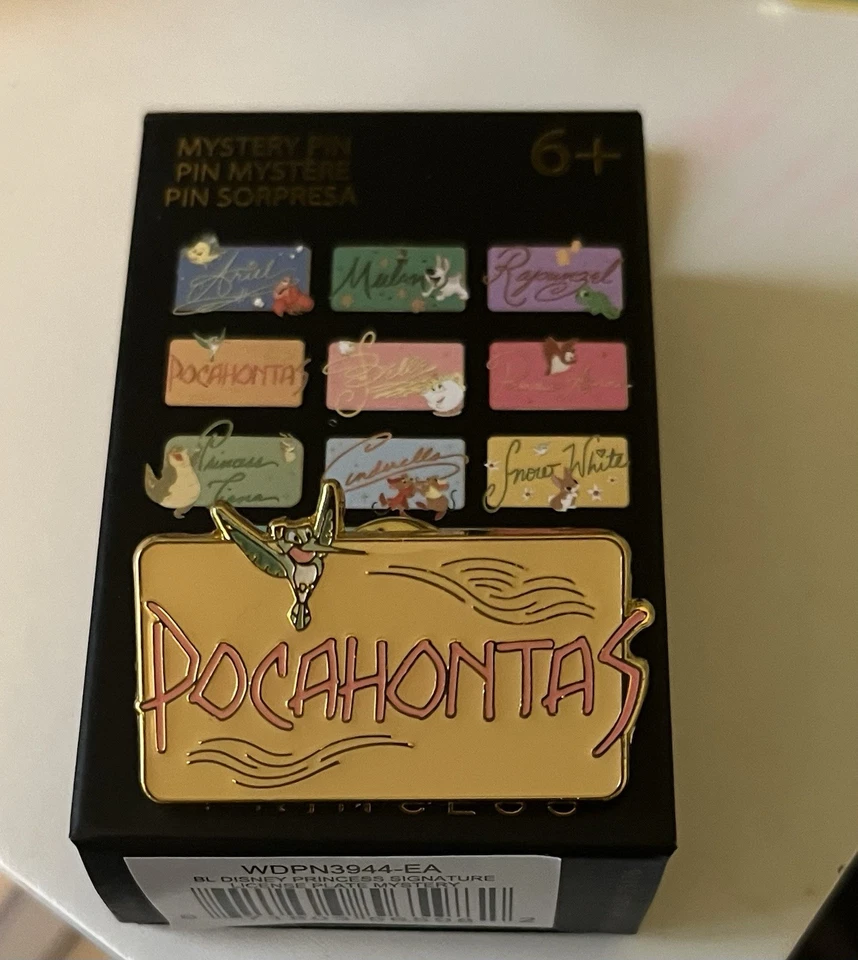 MYSTERY PIN
PIN MYSTÈRE
PIN SORPRESA
6+
Ariel
Mulan
Rapunzel
POCAHONTAS
Belle
Princess
Tiana
Cinderella
Snow White
POCAHONTAS
WDPN3944-EA
BL DISNEY PRINCESS SIGNATURE
LICENSE PLATE MYSTERY